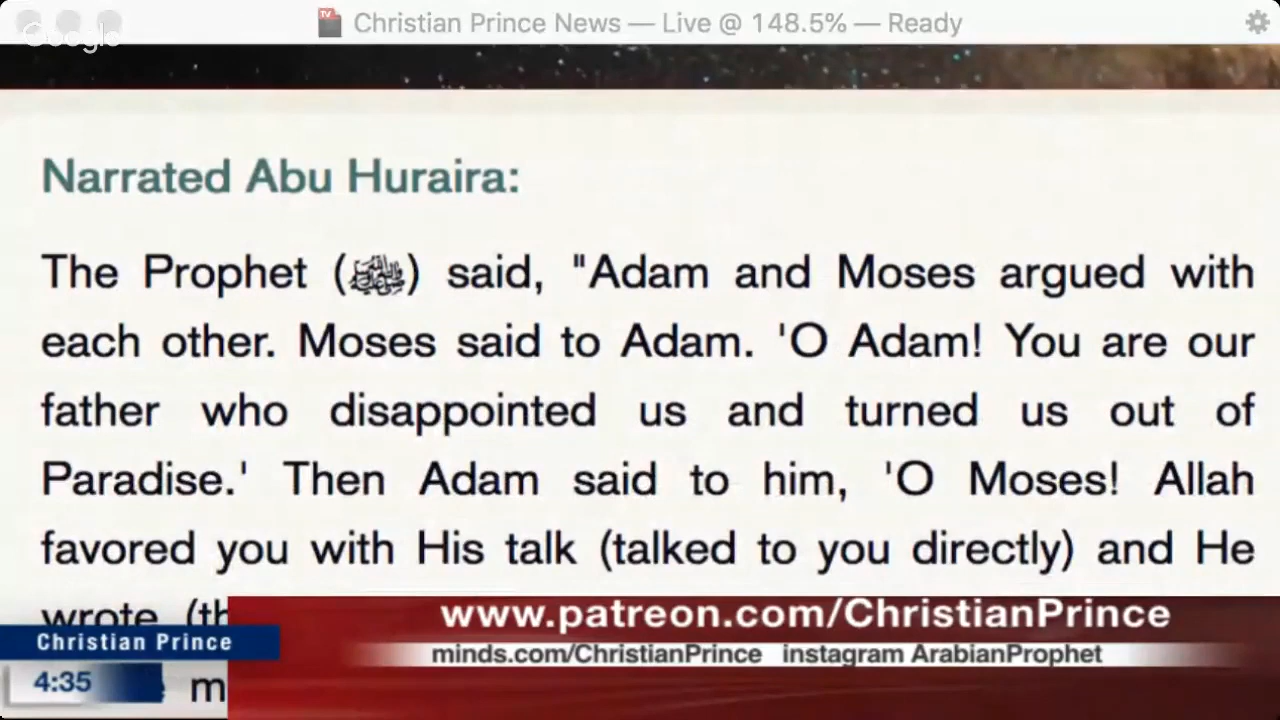 Christian Prince News — Live @ 148.5% — Ready
Google
Narrated Abu Huraira:
The Prophet (ﷺ) said, "Adam and Moses argued with
each other. Moses said to Adam. 'O Adam! You are our
father who disappointed us and turned us out of
Paradise.' Then Adam said to him, 'O Moses! Allah
favored you with His talk (talked to you directly) and He
wrote (th
www.patreon.com/ChristianPrince
Christian Prince
minds.com/ChristianPrince instagram ArabianProphet
4:35
m